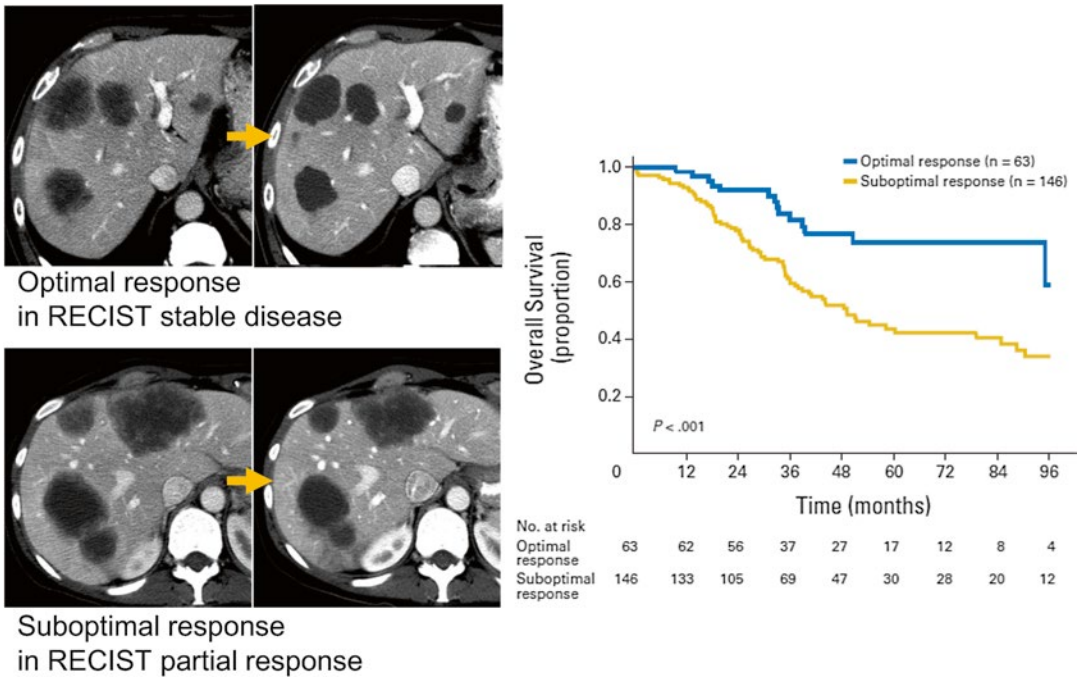 Optimal response
in RECIST stable disease
Suboptimal response
in RECIST partial response
Optimal response (n = 63)
Suboptimal response (n = 146)
Overall Survival
(proportion)
1.0
0.8
0.6
0.4
0.2
P < .001
0 12 24 36 48 60 72 84 96
Time (months)
No. at risk
Optimal
response 63 62 56 37 27 17 12 8 4
Suboptimal
response 146 133 105 69 47 30 28 20 12